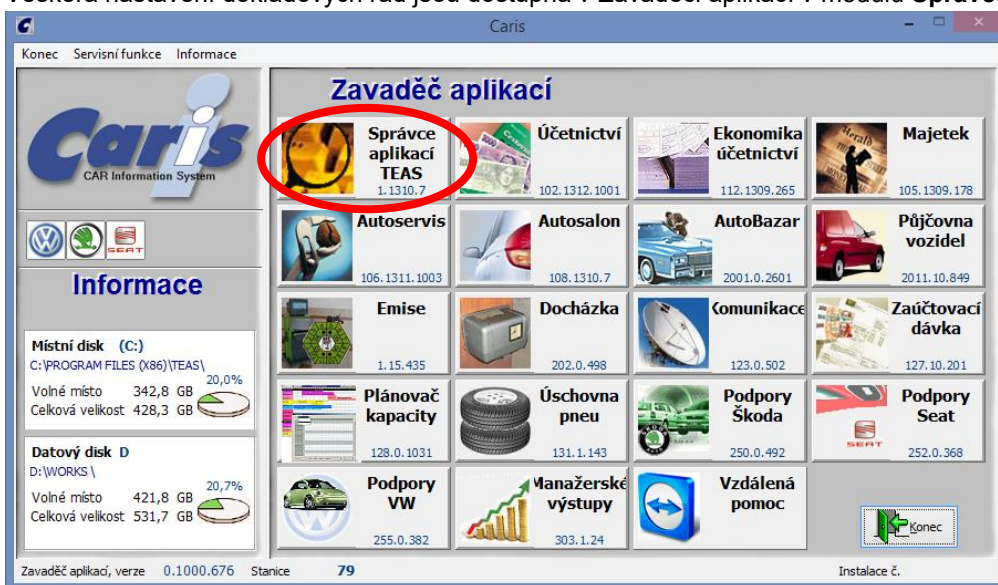 Caris
Konec Servisní funkce Informace
Caris
CAR Information System
SEAT
Informace
Místní disk (C:)
C:\PROGRAM FILES (X86)\TEAS\
20,0%
Volné místo 342,8 GB
Celková velikost 428,3 GB
Datový disk D
D:\WORKS\
20,7%
Volné místo 421,8 GB
Celková velikost 531,7 GB
Zavaděč aplikací
Správce
aplikací
TEAS
1.1310.7
Účetnictví
102.1312.1001
Ekonomika
účetnictví
112.1309.265
Herald
Majetek
105.1309.178
Autoservis
106.1311.1003
Autosalon
108.1310.7
AutoBazar
2001.0.2601
Půjčovna
vozidel
2011.10.849
Emise
1.15.435
Docházka
202.0.498
Komunikace
123.0.502
Zaúčtovací
dávka
127.10.201
Plánovač
kapacity
128.0.1031
Úschovna
pneu
131.1.143
Podpory
Škoda
250.0.492
SEAT
Podpory
Seat
252.0.368
Podpory
VW
255.0.382
Manažerské
výstupy
303.1.24
Vzdálená
pomoc
Konec
Zavaděč aplikací, verze 0.1000.676 Stanice 79 Instalace č.